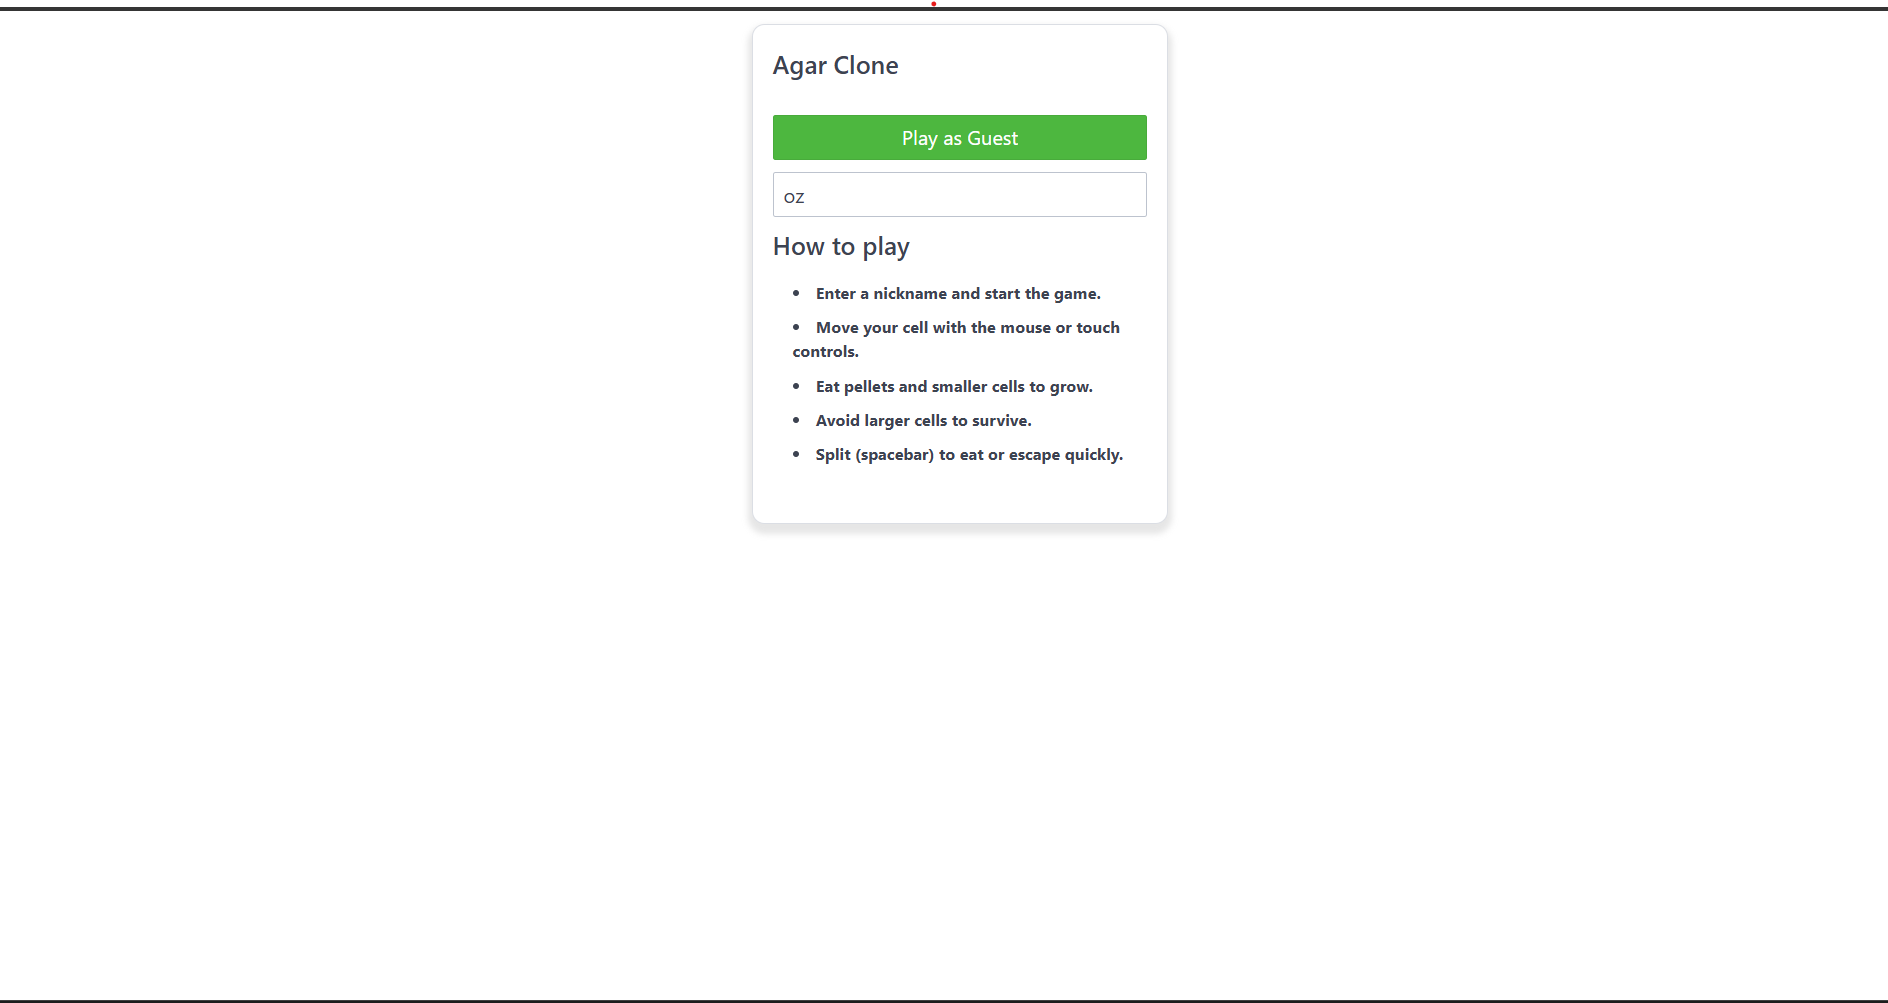 Agar Clone
Play as Guest
oz
How to play
• Enter a nickname and start the game.
• Move your cell with the mouse or touch
controls.
• Eat pellets and smaller cells to grow.
• Avoid larger cells to survive.
• Split (spacebar) to eat or escape quickly.